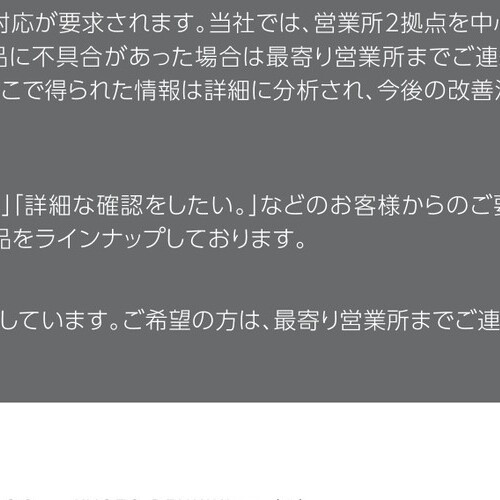 対応が要求されます。当社では、営業所2拠点を中
品に不具合があった場合は最寄り営業所までご連
こで得られた情報は詳細に分析され、今後の改善
」「詳細な確認をしたい。」などのお客様からのご
品をラインナップしております。
しています。ご希望の方は、最寄り営業所までご連